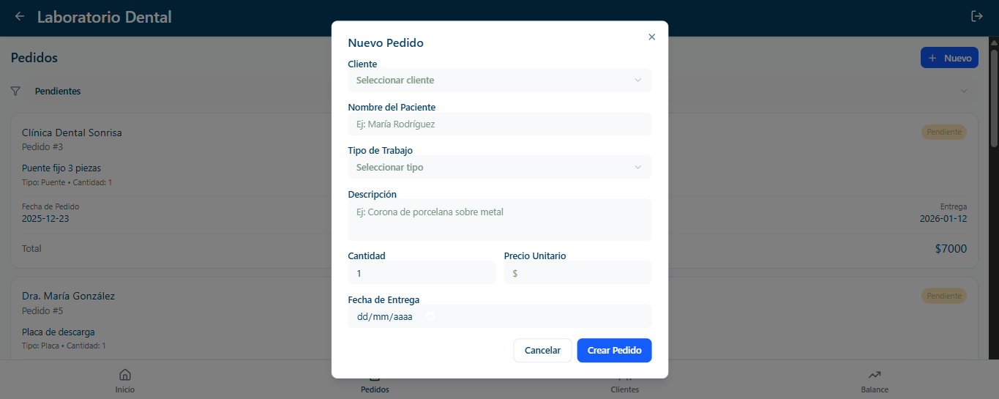 Laboratorio Dental
Pedidos
Nuevo
Pendientes
Clínica Dental Sonrisa
Pendiente
Pedido #3
Puente fijo 3 piezas
Tipo: Puente • Cantidad: 1
Fecha de Pedido
Entrega
2025-12-23
2026-01-12
Total
$7000
Dra. María González
Pendiente
Pedido #5
Placa de descarga
Tipo: Placa • Cantidad: 1
Nuevo Pedido
Cliente
Seleccionar cliente
Nombre del Paciente
Ej: María Rodríguez
Tipo de Trabajo
Seleccionar tipo
Descripción
Ej: Corona de porcelana sobre metal
Cantidad
Precio Unitario
1
$
Fecha de Entrega
dd/mm/aaaa
Cancelar
Crear Pedido
Inicio
Pedidos
Clientes
Balance